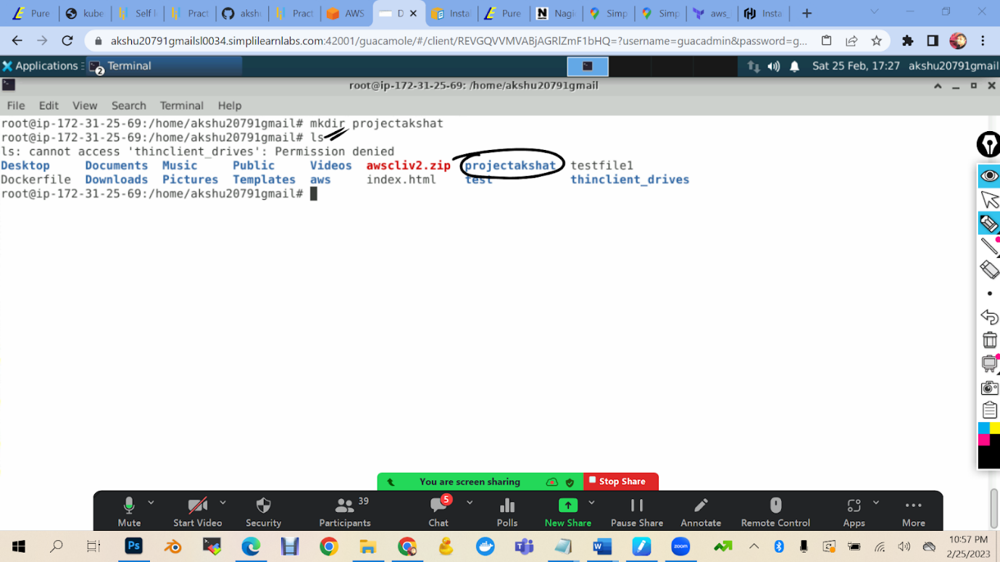 Pure
kube
Self l
Pract
akshu
Pract
AWS
D
Instal
Pure
Nagi
Simp
Simp
aws_
Insta
akshu20791gmailsl0034.simplilearnlabs.com:42001/guacamole/#/client/REVGQVVMVABjAGRlZmF1bHQ=?username=guacadmin&password=g...
Applications
2
Terminal
Sat 25 Feb, 17:27
akshu20791gmail
root@ip-172-31-25-69: /home/akshu20791gmail
File Edit View Search Terminal Help
root@ip-172-31-25-69:/home/akshu20791gmail# mkdir projectakshat
root@ip-172-31-25-69:/home/akshu20791gmail# ls
ls: cannot access 'thinclient_drives': Permission denied
Desktop Documents Music Public Videos awscliv2.zip projectakshat testfile1
Dockerfile Downloads Pictures Templates aws index.html test thinclient_drives
root@ip-172-31-25-69:/home/akshu20791gmail#
You are screen sharing
Stop Share
39
5
Mute Start Video Security Participants Chat Polls New Share Pause Share Annotate Remote Control Apps More
Ps
zoom
10:57 PM
2/25/2023